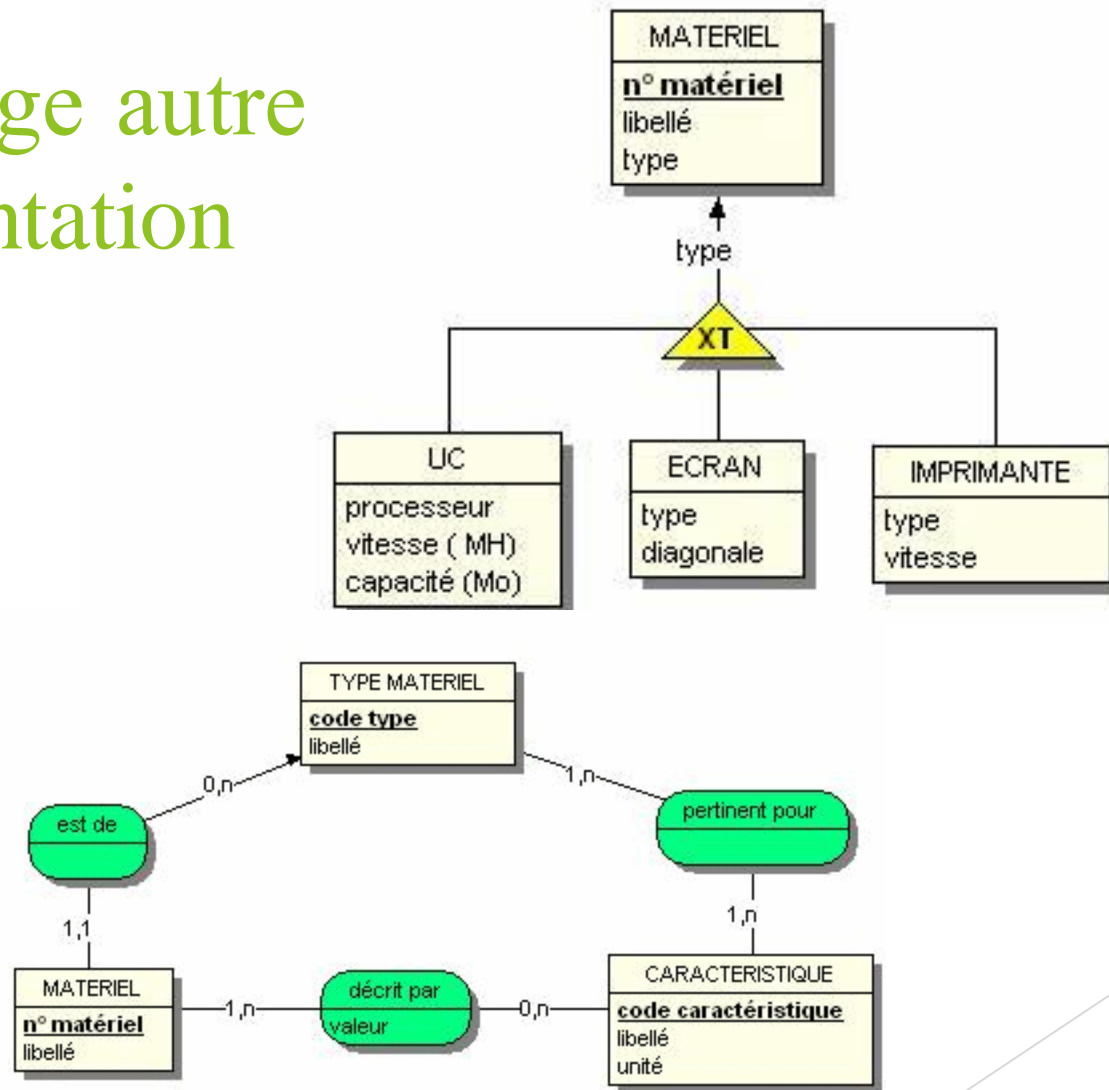 ge autre
ntation
MATERIEL
n° matériel
libellé
type
type
XT
UC
processeur
vitesse ( MH)
capacité (Mo)
ECRAN
type
diagonale
IMPRIMANTE
type
vitesse
TYPE MATERIEL
code type
libellé
0,n
1,n
est de
pertinent pour
1,1
1,n
MATERIEL
n° matériel
libellé
1,n
décrit par
valeur
0,n
CARACTERISTIQUE
code caractéristique
libellé
unité